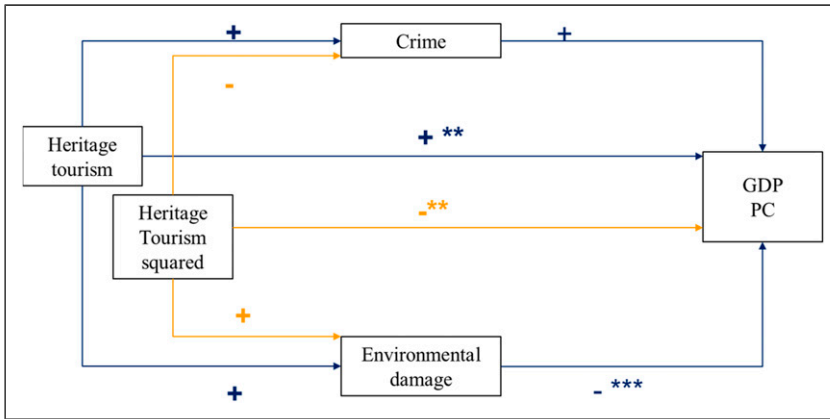 +
Crime
+
-
Heritage
tourism
+ **
GDP
PC
Heritage
Tourism
squared
-**
+
Environmental
damage
+
- ***